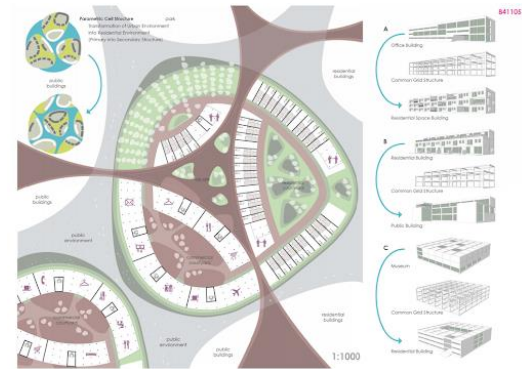 841105
Parametric Cell Structure
Transformation of Urban Environment
into Residential Environment
(Primary into Secondary Structure)
park
public
buildings
residential
buildings
public
buildings
public
buildings
public
environment
public
environment
public
buildings
residential
buildings
1:1000
A
Office Building
Common Grid Structure
Residential Space Building
B
Residential Building
Common Grid Structure
Public Building
C
Museum
Common Grid Structure
Residential Building